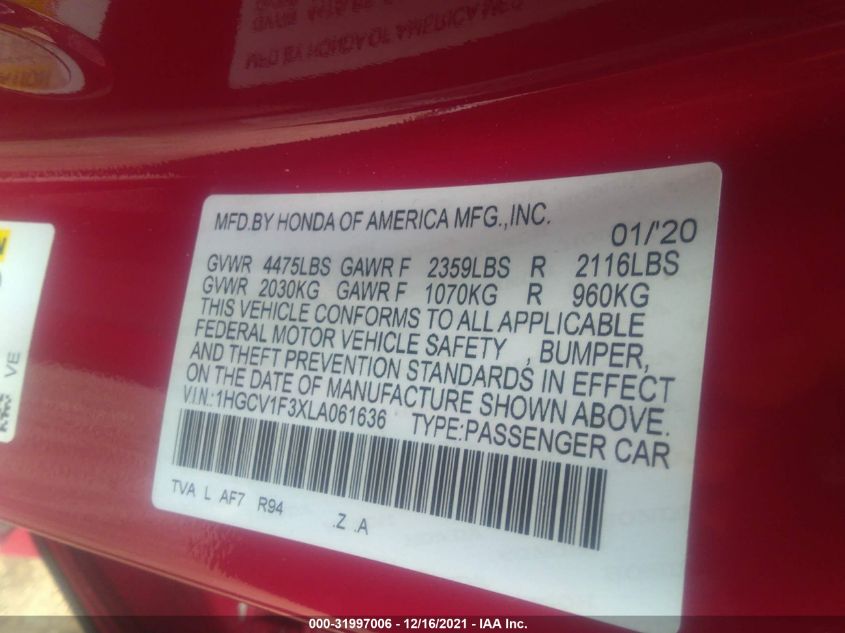 MFD.BY HONDA OF AMERICA MFG.,INC.
01/'20
GVWR 4475LBS GAWR F 2359LBS R 2116LBS
GVWR 2030KG GAWR F 1070KG R 960KG
THIS VEHICLE CONFORMS TO ALL APPLICABLE
FEDERAL MOTOR VEHICLE SAFETY , BUMPER,
AND THEFT PREVENTION STANDARDS IN EFFECT
ON THE DATE OF MANUFACTURE SHOWN ABOVE.
VIN:1HGCV1F3XLA061636 TYPE:PASSENGER CAR
TVA L AF7 R94 .Z .A
VE
000-31997006 - 12/16/2021 - IAA Inc.